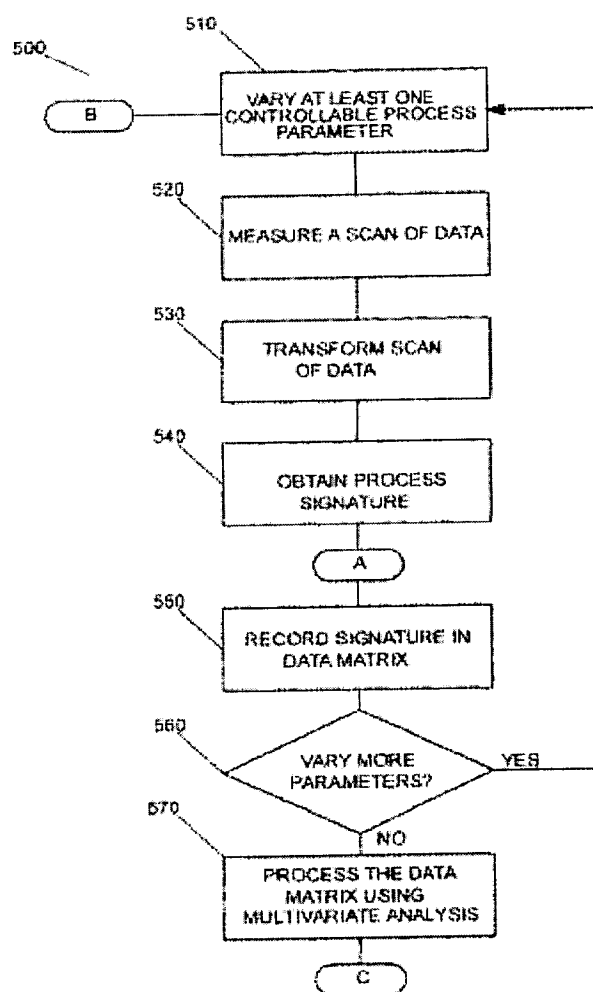 510
500
B
VARY AT LEAST ONE
CONTROLLABLE PROCESS
PARAMETER
520
MEASURE A SCAN OF DATA
530
TRANSFORM SCAN
OF DATA
540
OBTAIN PROCESS
SIGNATURE
A
550
RECORD SIGNATURE IN
DATA MATRIX
560
VARY MORE
PARAMETERS?
YES
570
NO
PROCESS THE DATA
MATRIX USING
MULTIVARIATE ANALYSIS
C